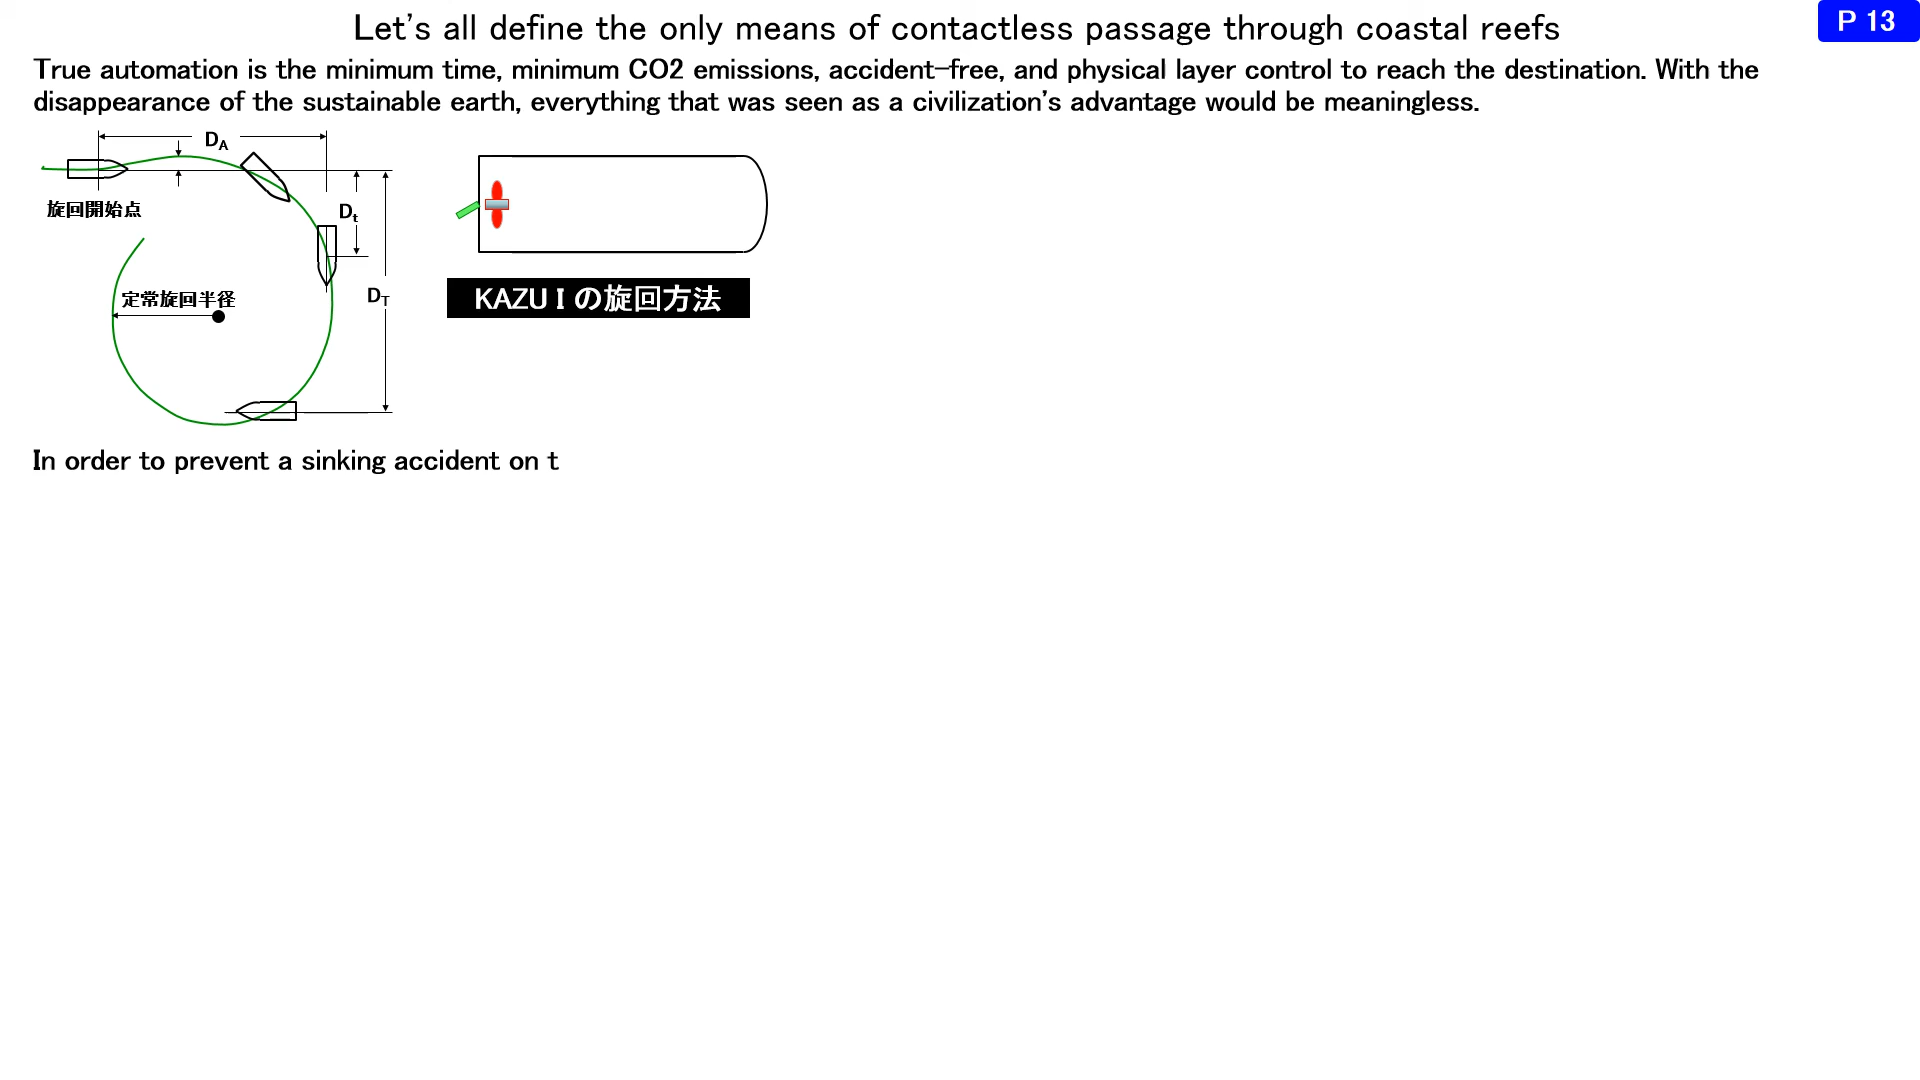 Let's all define the only means of contactless passage through coastal reefs
P 13
True automation is the minimum time, minimum CO2 emissions, accident-free, and physical layer control to reach the destination. With the
disappearance of the sustainable earth, everything that was seen as a civilization's advantage would be meaningless.
DA
旋回開始点
Dt
定常旋回半径
DT
KAZU I の旋回方法
In order to prevent a sinking accident on t